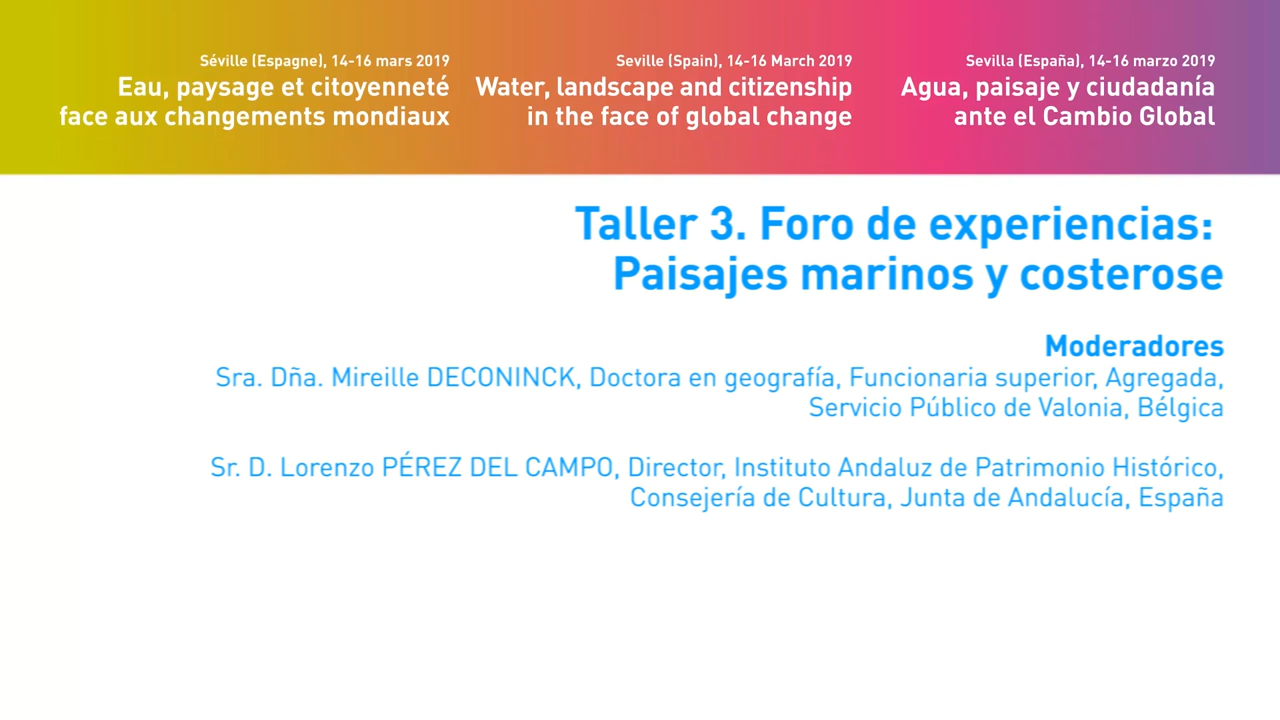 Séville (Espagne), 14-16 mars 2019
Eau, paysage et citoyenneté
face aux changements mondiaux
Seville (Spain), 14-16 March 2019
Water, landscape and citizenship
in the face of global change
Sevilla (España), 14-16 marzo 2019
Agua, paisaje y ciudadanía
ante el Cambio Global
Taller 3. Foro de experiencias:
Paisajes marinos y costerose
Moderadores
Sra. Dña. Mireille DECONINCK, Doctora en geografía, Funcionaria superior, Agregada,
Servicio Público de Valonia, Bélgica
Sr. D. Lorenzo PÉREZ DEL CAMPO, Director, Instituto Andaluz de Patrimonio Histórico,
Consejería de Cultura, Junta de Andalucía, España